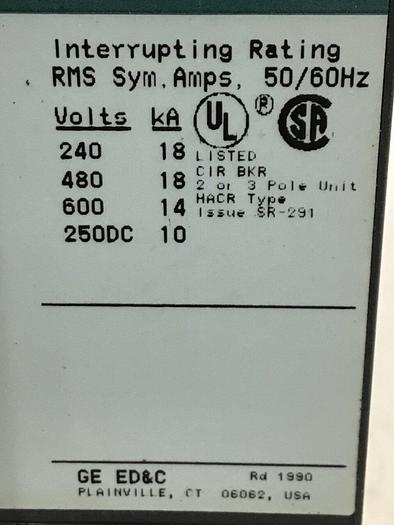 Interrupting Rating
RMS Sym. Amps, 50/60Hz
Volts kA
240 18
480 18
600 14
250DC 10
UL ® SA
LISTED
CIR BKR
2 or 3 Pole Unit
HACR Type
Issue SR-291
GE ED&C Rd 1990
PLAINVILLE, CT 06062, USA